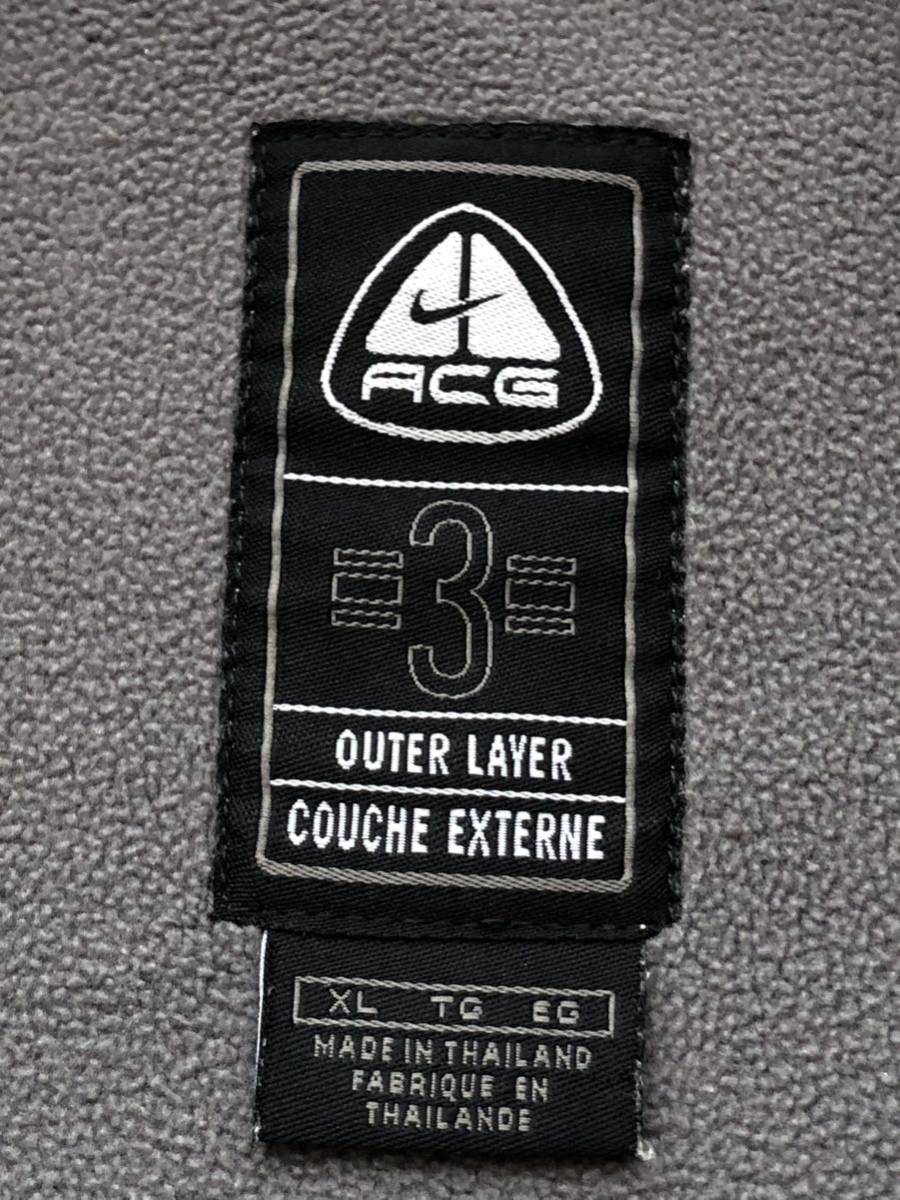 ACG
3
OUTER LAYER
COUCHE EXTERNE
XL TG EG
MADE IN THAILAND
FABRIQUE EN
THAILANDE